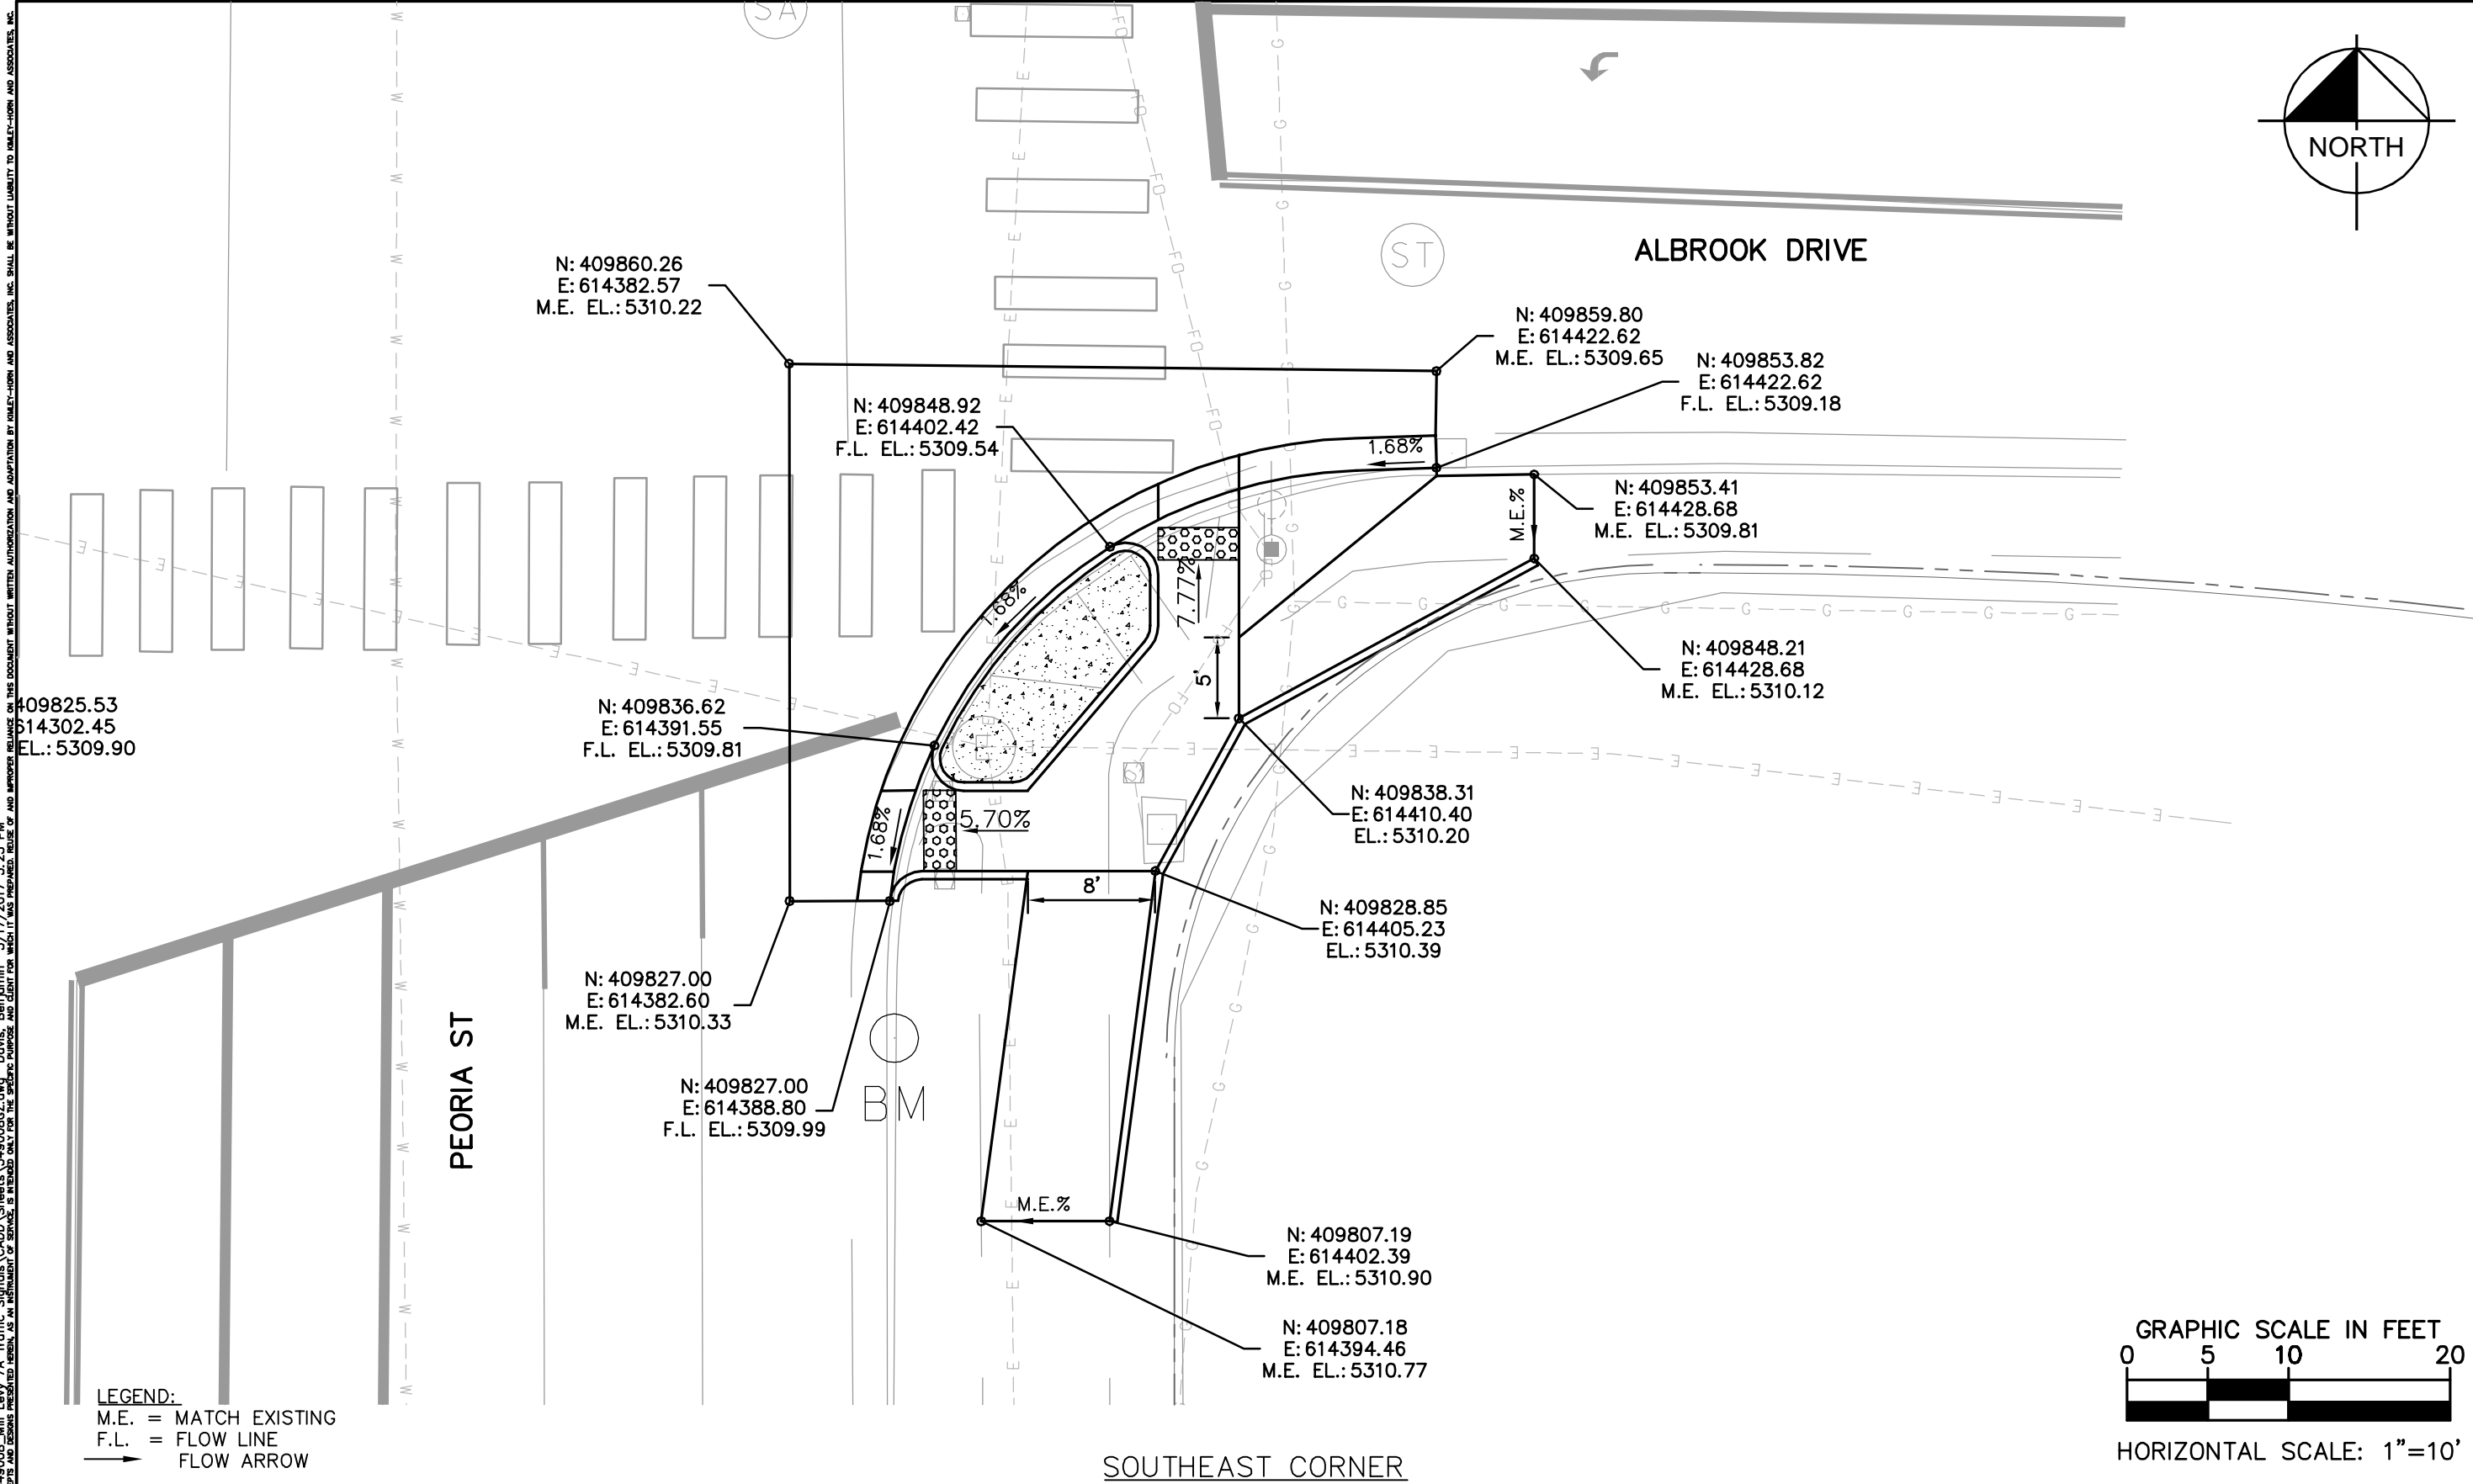 SA
NORTH
ALBROOK DRIVE
ST
N: 409860.26
E: 614382.57
M.E. EL.: 5310.22
N: 409859.80
E: 614422.62
M.E. EL.: 5309.65
N: 409853.82
E: 614422.62
F.L. EL.: 5309.18
N: 409848.92
E: 614402.42
F.L. EL.: 5309.54
1.68%
N: 409853.41
E: 614428.68
M.E. EL.: 5309.81
M.E.%
7.77%
1.68%
5'
N: 409848.21
E: 614428.68
M.E. EL.: 5310.12
409825.53
614302.45
EL.: 5309.90
N: 409836.62
E: 614391.55
F.L. EL.: 5309.81
1.68%
5.70%
N: 409838.31
E: 614410.40
EL.: 5310.20
8'
N: 409828.85
E: 614405.23
EL.: 5310.39
N: 409827.00
E: 614382.60
M.E. EL.: 5310.33
PEORIA ST
N: 409827.00
E: 614388.80
F.L. EL.: 5309.99
BM
M.E.%
N: 409807.19
E: 614402.39
M.E. EL.: 5310.90
N: 409807.18
E: 614394.46
M.E. EL.: 5310.77
LEGEND:
M.E. = MATCH EXISTING
F.L. = FLOW LINE
FLOW ARROW
SOUTHEAST CORNER
GRAPHIC SCALE IN FEET
0 5 10 20
HORIZONTAL SCALE: 1"=10'